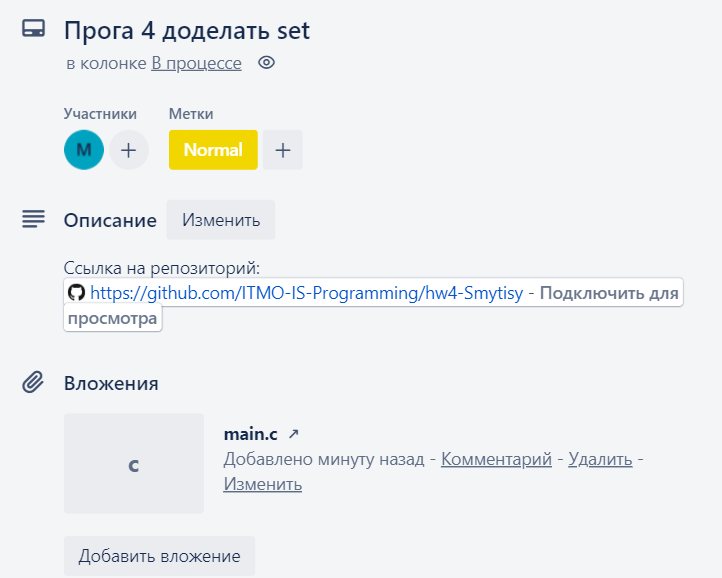 Прога 4 доделать set
в колонке В процессе
Участники Метки
M + Normal +
Описание Изменить
Ссылка на репозиторий:
https://github.com/ITMO-IS-Programming/hw4-Smytisy - Подключить для
просмотра
Вложения
c
main.c ↗
Добавлено минуту назад - Комментарий - Удалить -
Изменить
Добавить вложение